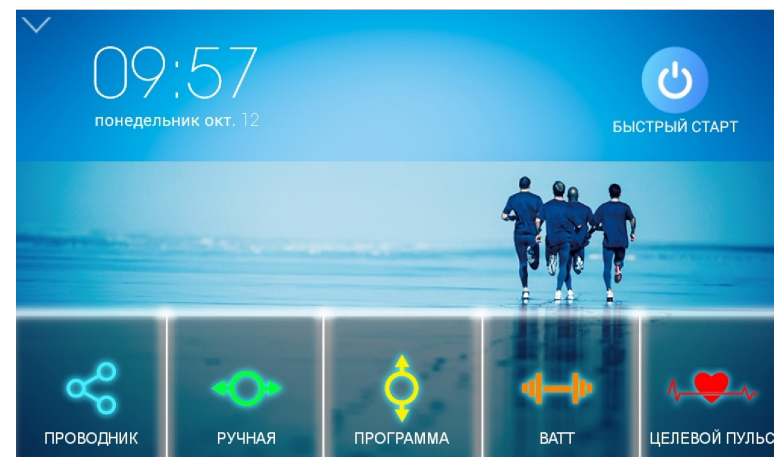 09:57
понедельник окт. 12
БЫСТРЫЙ СТАРТ
ПРОВОДНИК
РУЧНАЯ
ПРОГРАММА
ВАТТ
ЦЕЛЕВОЙ ПУЛЬС